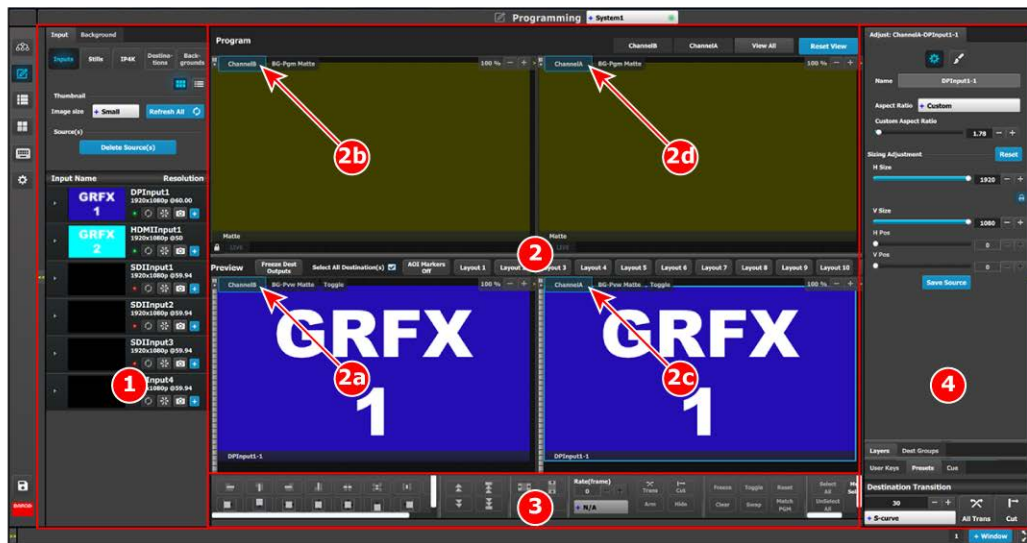 Programming + System1
Input Background
Inputs Stills IP4K Destina-tions Back-grounds
Thumbnail
Image size + Small Refresh All
Source(s)
Delete Source(s)
Input Name Resolution
GRFX 1
DPInput1
1920x1080p @60.00
GRFX 2
HDMIInput1
1920x1080p @50
SDIInput1
1920x1080p @59.94
SDIInput2
1920x1080p @59.94
SDIInput3
1920x1080p @59.94
Input4
1080p @59.94
1
Program
ChannelB ChannelA View All Reset View
ChannelB BG-Pgm Matte 100 % - +
2b
Matte
LIVE
ChannelA BG-Pgm Matte 100 % - +
2d
Matte
LIVE
2
Preview Freeze Dest Outputs Select All Destination(s) AOI Markers Off Layout 1 Layout 3 Layout 4 Layout 5 Layout 6 Layout 7 Layout 8 Layout 9 Layout 10
ChannelB BG-Pvw Matte Toggle 100 % - +
GRFX
2a
1
DPInput1-1
ChannelA BG-Pvw Matte Toggle 100 % - +
GRFX
2c
1
DPInput1-1
Rate(frame)
0 - +
+ N/A
3
Trans Cut Freeze Toggle Reset Select All
Arm Hide Clear Swap Match PGM UnSelect All
Adjust: ChannelA-DPInput1-1
Name DPInput1-1
Aspect Ratio + Custom
Custom Aspect Ratio
1.78 - +
Sizing Adjustment Reset
H Size
1920 - +
V Size
1080 - +
H Pos
0 - +
V Pos
0 - +
Save Source
4
Layers Dest Groups
User Keys Presets Cue
Destination Transition
30 - +
+ S-curve
All Trans Cut
BARCO
1 + Window